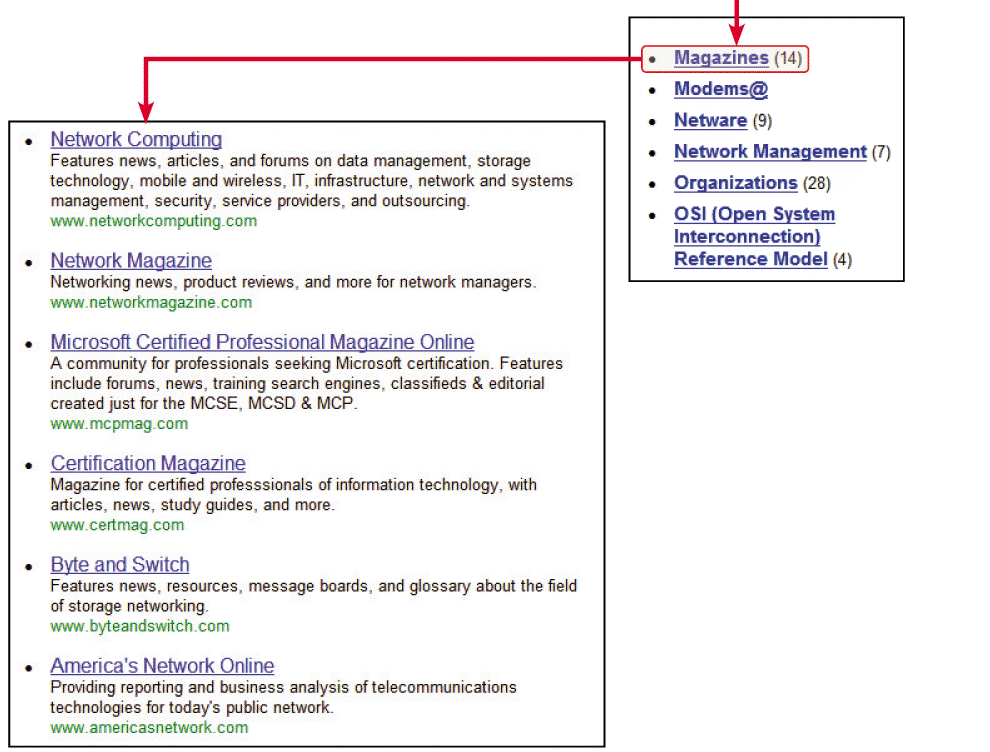 • Magazines (14)
• Modems@
• Netware (9)
• Network Management (7)
• Organizations (28)
• OSI (Open System
Interconnection)
Reference Model (4)
• Network Computing
Features news, articles, and forums on data management, storage
technology, mobile and wireless, IT, infrastructure, network and systems
management, security, service providers, and outsourcing.
www.networkcomputing.com
• Network Magazine
Networking news, product reviews, and more for network managers.
www.networkmagazine.com
• Microsoft Certified Professional Magazine Online
A community for professionals seeking Microsoft certification. Features
include forums, news, training search engines, classifieds & editorial
created just for the MCSE, MCSD & MCP.
www.mcpmag.com
• Certification Magazine
Magazine for certified professsionals of information technology, with
articles, news, study guides, and more.
www.certmag.com
• Byte and Switch
Features news, resources, message boards, and glossary about the field
of storage networking.
www.byteandswitch.com
• America's Network Online
Providing reporting and business analysis of telecommunications
technologies for today's public network.
www.americasnetwork.com